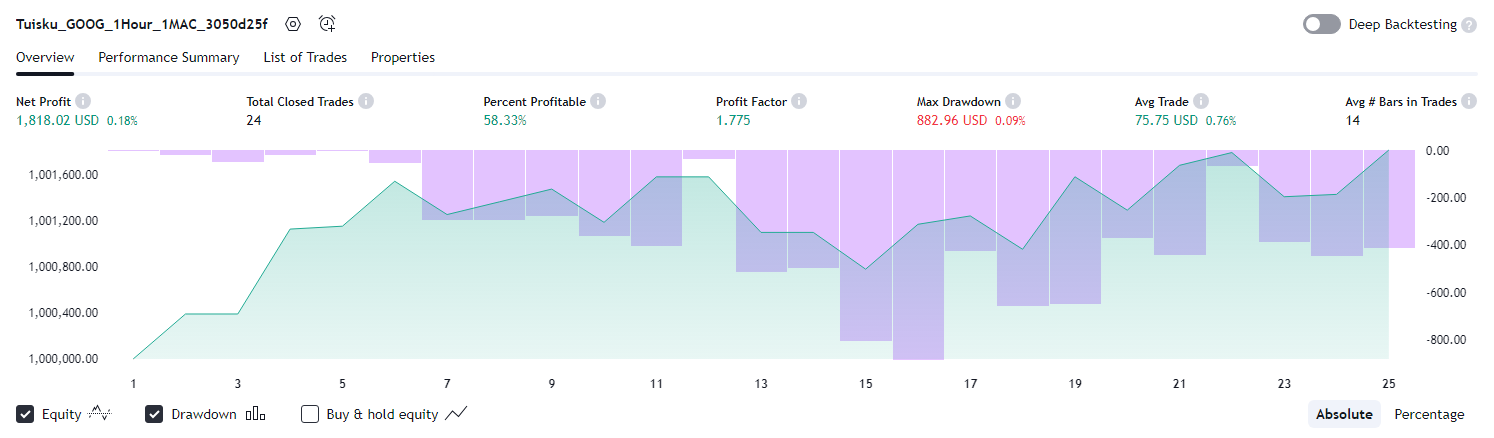 Tuisku_GOOG_1Hour_1MAC_3050d25f Deep Backtesting ?
Overview Performance Summary List of Trades Properties
Net Profit i Total Closed Trades i Percent Profitable i Profit Factor i Max Drawdown i Avg Trade i Avg # Bars in Trades i
1,818.02 USD 0.18% 24 58.33% 1.775 882.96 USD 0.09% 75.75 USD 0.76% 14
0.00
1,001,600.00 -200.00
1,001,200.00 -400.00
1,000,800.00 -600.00
1,000,400.00 -800.00
1,000,000.00
1 3 5 7 9 11 13 15 17 19 21 23 25
Equity Drawdown Buy & hold equity Absolute Percentage